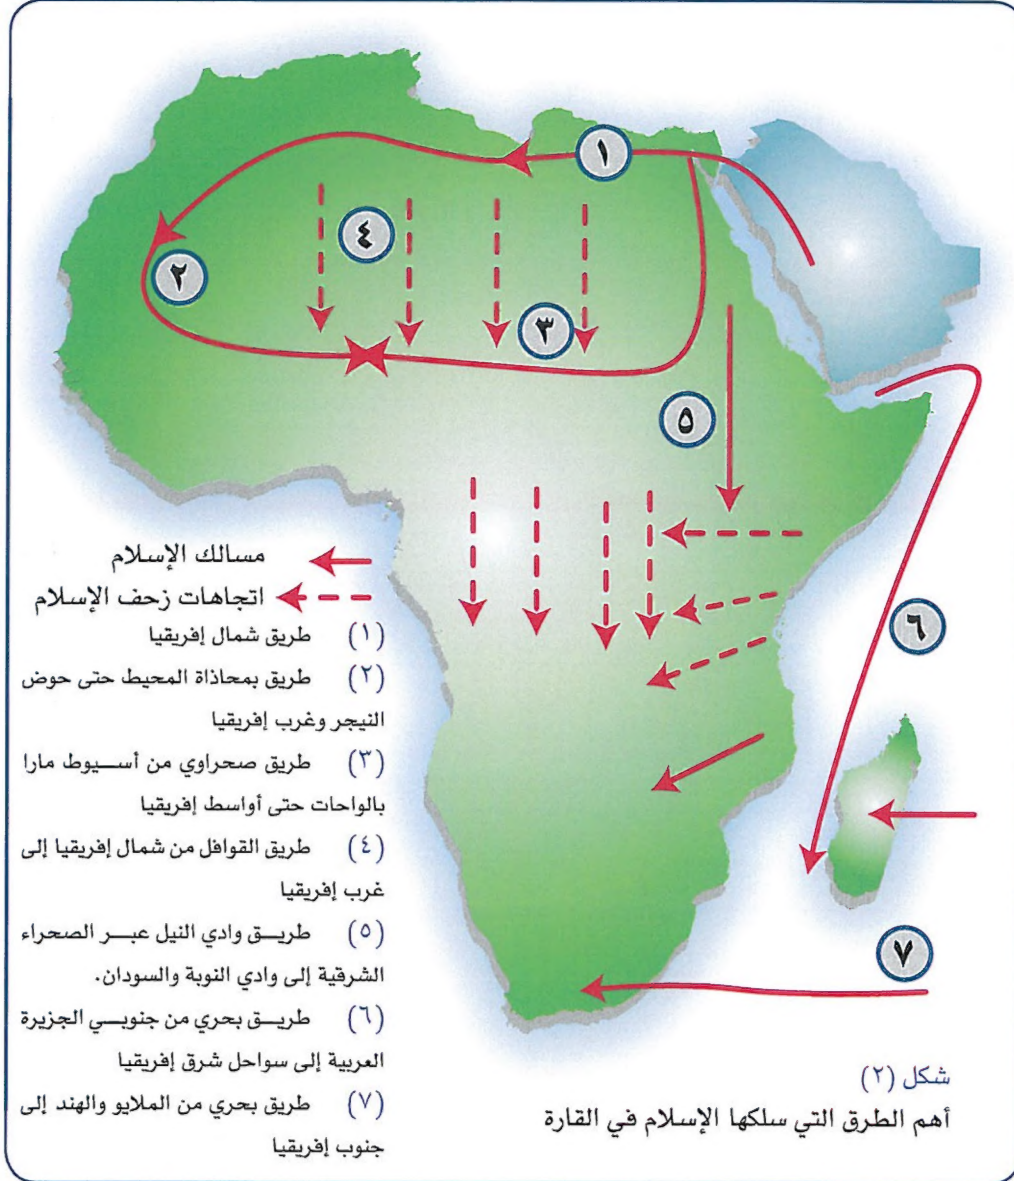 ١
٢
٤
٣
٥
٦
٧
مسالك الإسلام
اتجاهات زحف الإسلام
(١) طريق شمال إفريقيا
(٢) طريق بمحاذاة المحيط حتى حوض
النيجر وغرب إفريقيا
(٣) طريق صحراوي من أسيوط مارا
بالواحات حتى أواسط إفريقيا
(٤) طريق القوافل من شمال إفريقيا إلى
غرب إفريقيا
(٥) طريق وادي النيل عبر الصحراء
الشرقية إلى وادي النوبة والسودان.
(٦) طريق بحري من جنوبي الجزيرة
العربية إلى سواحل شرق إفريقيا
(٧) طريق بحري من الملايو والهند إلى
جنوب إفريقيا
شكل (٢)
أهم الطرق التي سلكها الإسلام في القارة